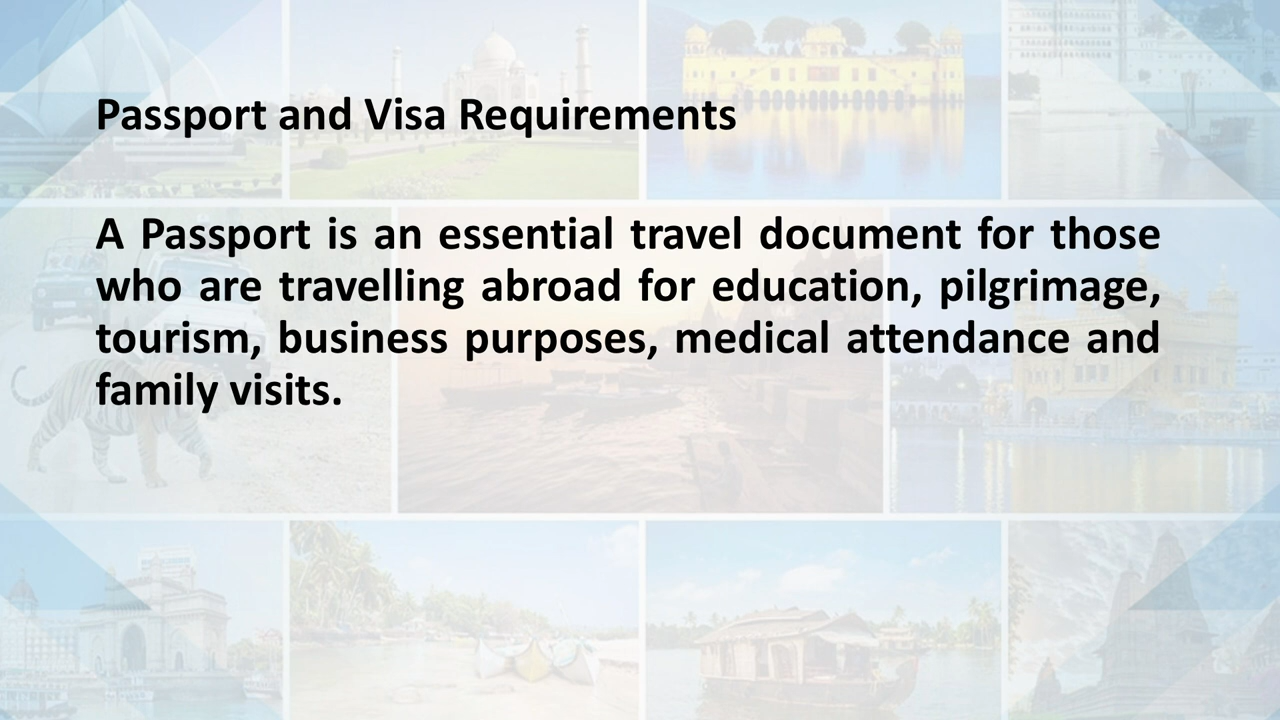 Passport and Visa Requirements
A Passport is an essential travel document for those
who are travelling abroad for education, pilgrimage,
tourism, business purposes, medical attendance and
family visits.